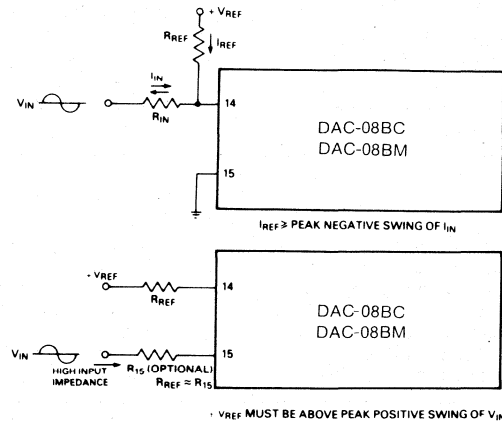 + VREF
RREF
IREF
IIN
VIN
RIN
14
DAC-08BC
DAC-08BM
15
IREF ≥ PEAK NEGATIVE SWING OF IIN
+ VREF
RREF
14
DAC-08BC
DAC-08BM
VIN
15
HIGH INPUT
IMPEDANCE
R15 (OPTIONAL)
RREF ≈ R15
+ VREF MUST BE ABOVE PEAK POSITIVE SWING OF VIN